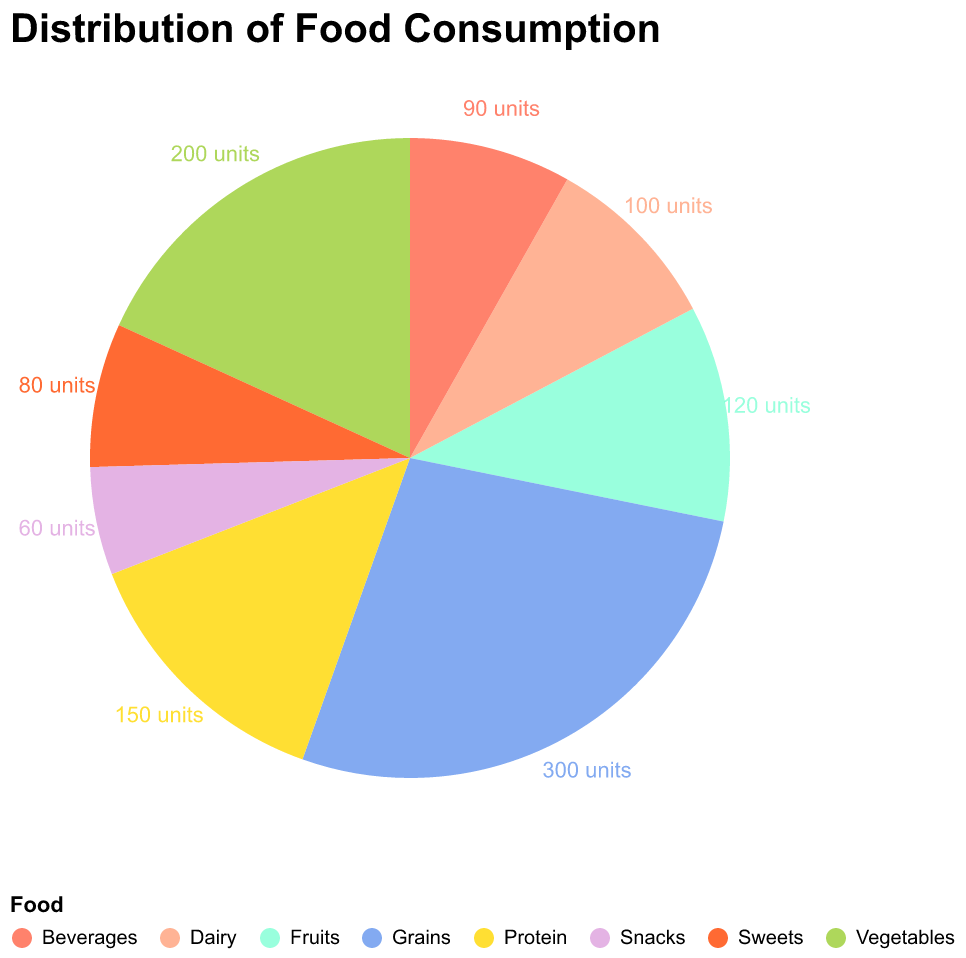 Distribution of Food Consumption
90 units
200 units
100 units
80 units
120 units
60 units
150 units
300 units
Food
Beverages Dairy Fruits Grains Protein Snacks Sweets Vegetables